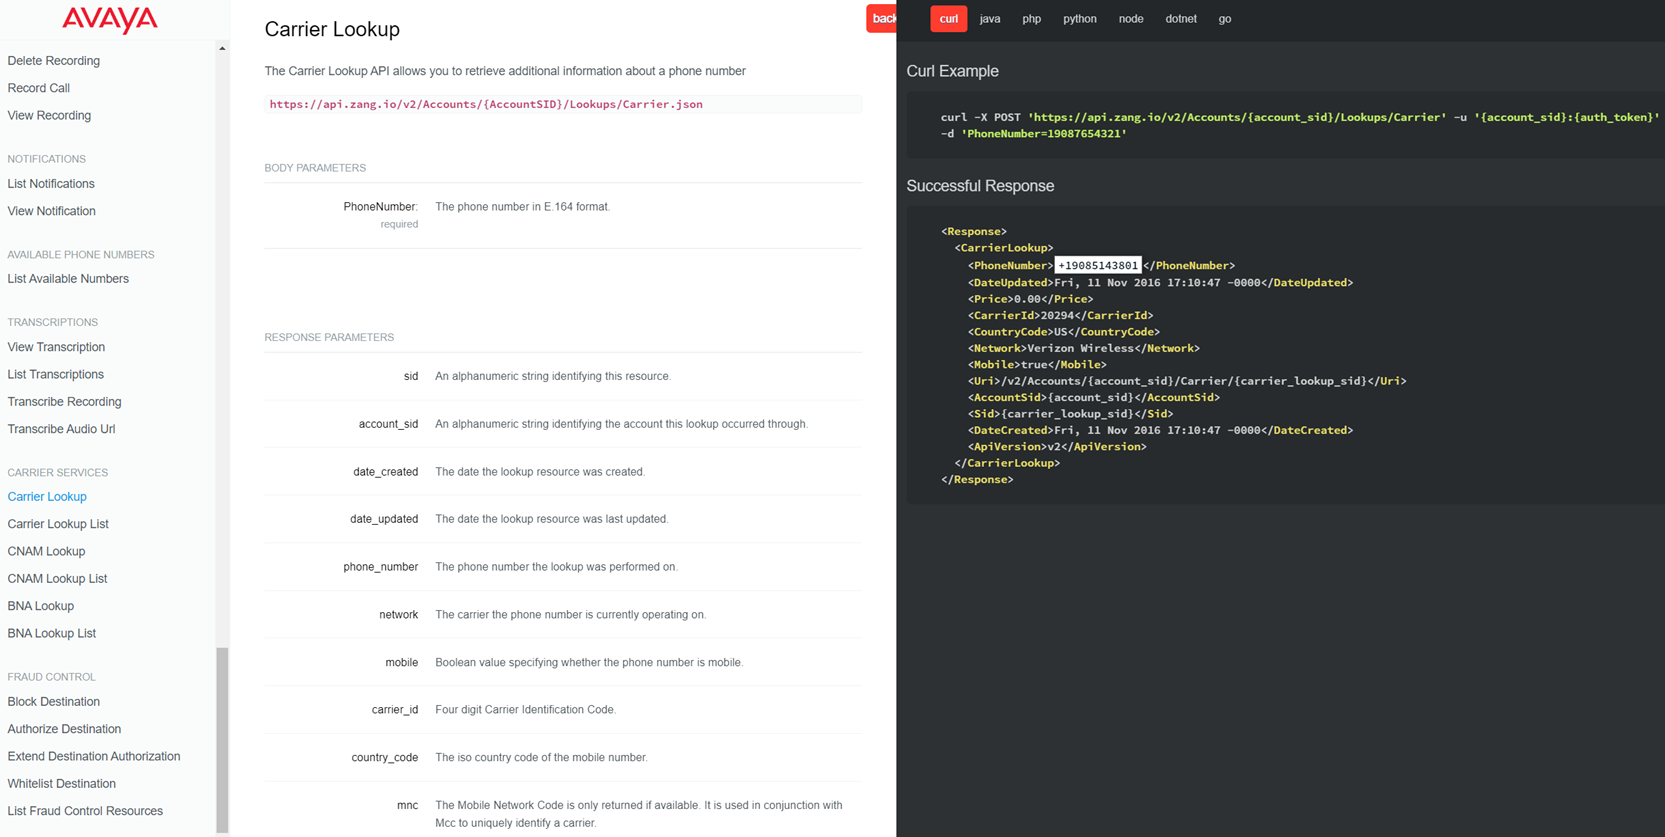 AVAYA
Delete Recording
Record Call
View Recording
NOTIFICATIONS
List Notifications
View Notification
AVAILABLE PHONE NUMBERS
List Available Numbers
TRANSCRIPTIONS
View Transcription
List Transcriptions
Transcribe Recording
Transcribe Audio Url
CARRIER SERVICES
Carrier Lookup
Carrier Lookup List
CNAM Lookup
CNAM Lookup List
BNA Lookup
BNA Lookup List
FRAUD CONTROL
Block Destination
Authorize Destination
Extend Destination Authorization
Whitelist Destination
List Fraud Control Resources
Carrier Lookup
back
The Carrier Lookup API allows you to retrieve additional information about a phone number
https://api.zang.io/v2/Accounts/{AccountSID}/Lookups/Carrier.json
BODY PARAMETERS
PhoneNumber: The phone number in E.164 format.
required
RESPONSE PARAMETERS
sid An alphanumeric string identifying this resource.
account_sid An alphanumeric string identifying the account this lookup occurred through.
date_created The date the lookup resource was created.
date_updated The date the lookup resource was last updated.
phone_number The phone number the lookup was performed on.
network The carrier the phone number is currently operating on.
mobile Boolean value specifying whether the phone number is mobile.
carrier_id Four digit Carrier Identification Code.
country_code The iso country code of the mobile number.
mnc The Mobile Network Code is only returned if available. It is used in conjunction with
Mcc to uniquely identify a carrier.
curl java php python node dotnet go
Curl Example
curl -X POST 'https://api.zang.io/v2/Accounts/{account_sid}/Lookups/Carrier' -u '{account_sid}:{auth_token}'
-d 'PhoneNumber=19087654321'
Successful Response
<Response>
<CarrierLookup>
<PhoneNumber>+19085143801</PhoneNumber>
<DateUpdated>Fri, 11 Nov 2016 17:10:47 -0000</DateUpdated>
<Price>0.00</Price>
<CarrierId>20294</CarrierId>
<CountryCode>US</CountryCode>
<Network>Verizon Wireless</Network>
<Mobile>true</Mobile>
<Uri>/v2/Accounts/{account_sid}/Carrier/{carrier_lookup_sid}</Uri>
<AccountSid>{account_sid}</AccountSid>
<Sid>{carrier_lookup_sid}</Sid>
<DateCreated>Fri, 11 Nov 2016 17:10:47 -0000</DateCreated>
<ApiVersion>v2</ApiVersion>
</CarrierLookup>
</Response>